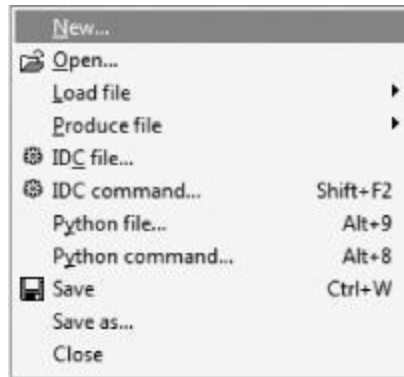 New...
Open...
Load file
Produce file
IDC file...
IDC command... Shift+F2
Python file... Alt+9
Python command... Alt+8
Save Ctrl+W
Save as...
Close